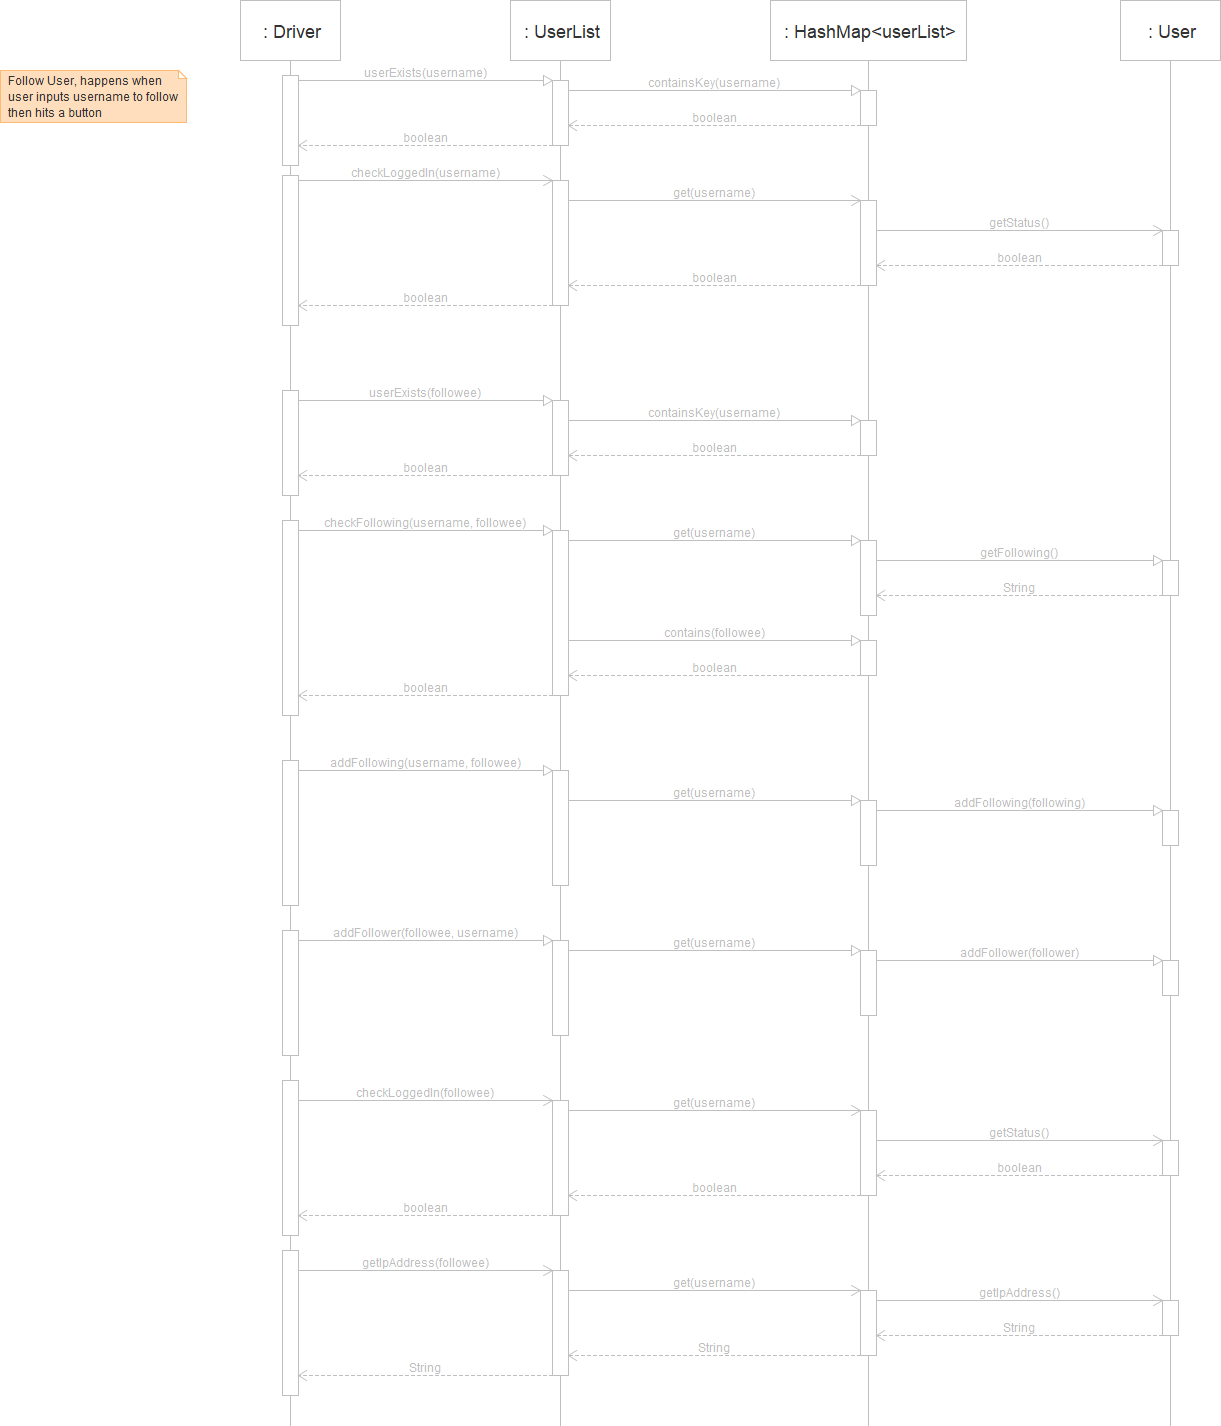 : Driver
: UserList
: HashMap<userList>
: User
Follow User, happens when
user inputs username to follow
then hits a button
userExists(username)
containsKey(username)
boolean
boolean
checkLoggedIn(username)
get(username)
getStatus()
boolean
boolean
boolean
userExists(followee)
containsKey(username)
boolean
boolean
checkFollowing(username, followee)
get(username)
getFollowing()
String
contains(followee)
boolean
boolean
addFollowing(username, followee)
get(username)
addFollowing(following)
addFollower(followee, username)
get(username)
addFollower(follower)
checkLoggedIn(followee)
get(username)
getStatus()
boolean
boolean
boolean
getIpAddress(followee)
get(username)
getIpAddress()
String
String
String